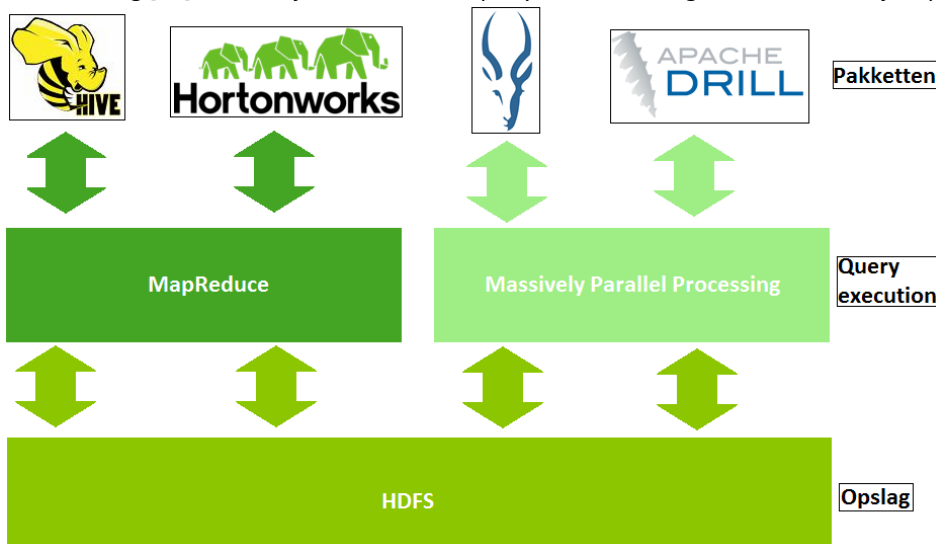 HIVE
Hortonworks
APACHE
DRILL
Pakketten
MapReduce
Massively Parallel Processing
Query
execution
HDFS
Opslag